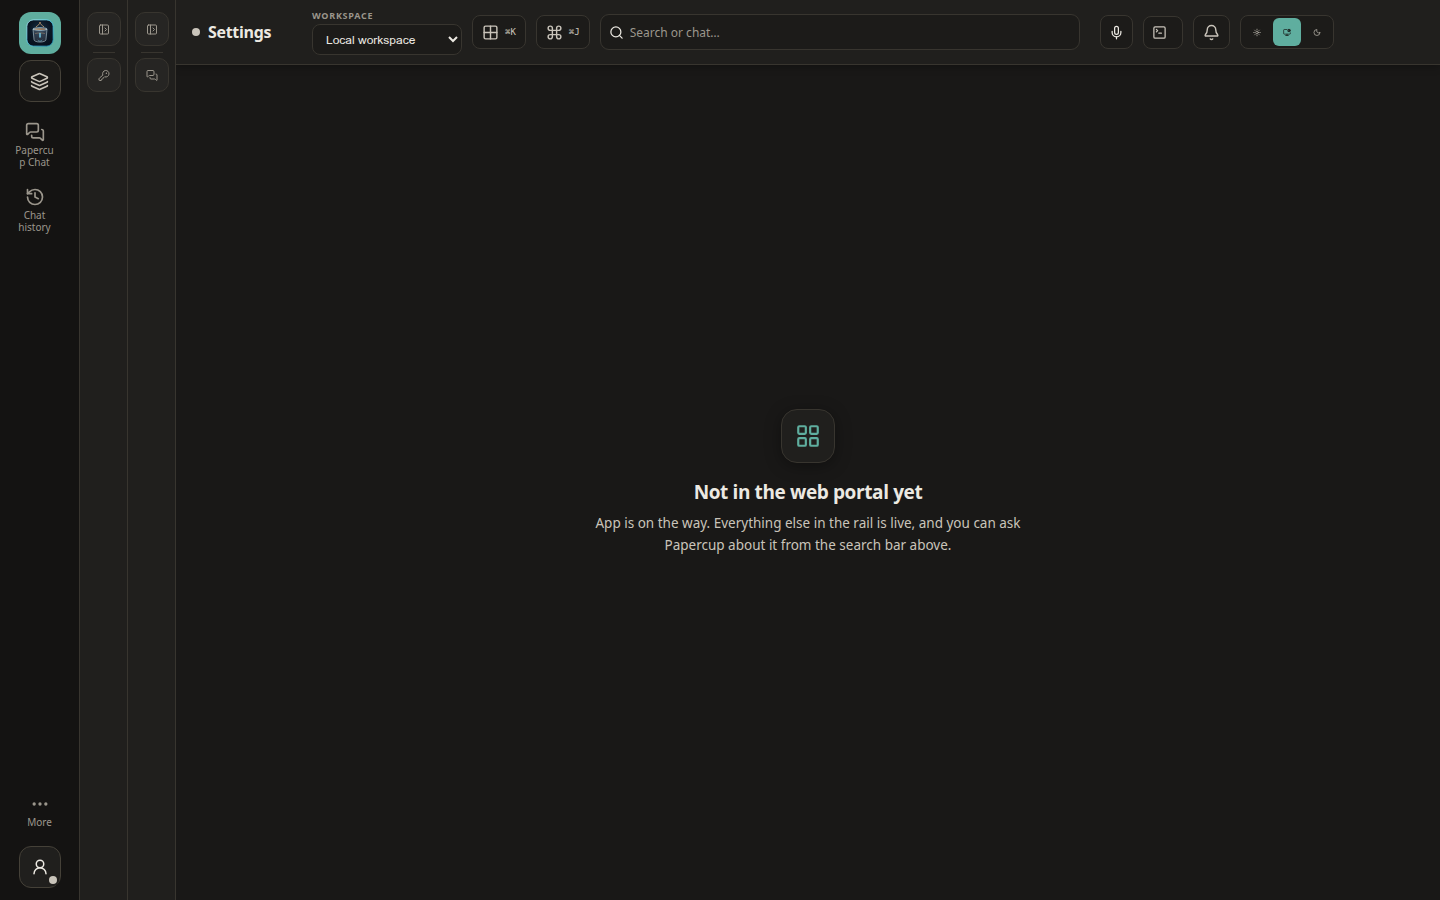 WORKSPACE
Settings
Local workspace
⌘K
⌘J
Search or chat...
Papercu
p Chat
Chat
history
Not in the web portal yet
App is on the way. Everything else in the rail is live, and you can ask
Papercup about it from the search bar above.
More